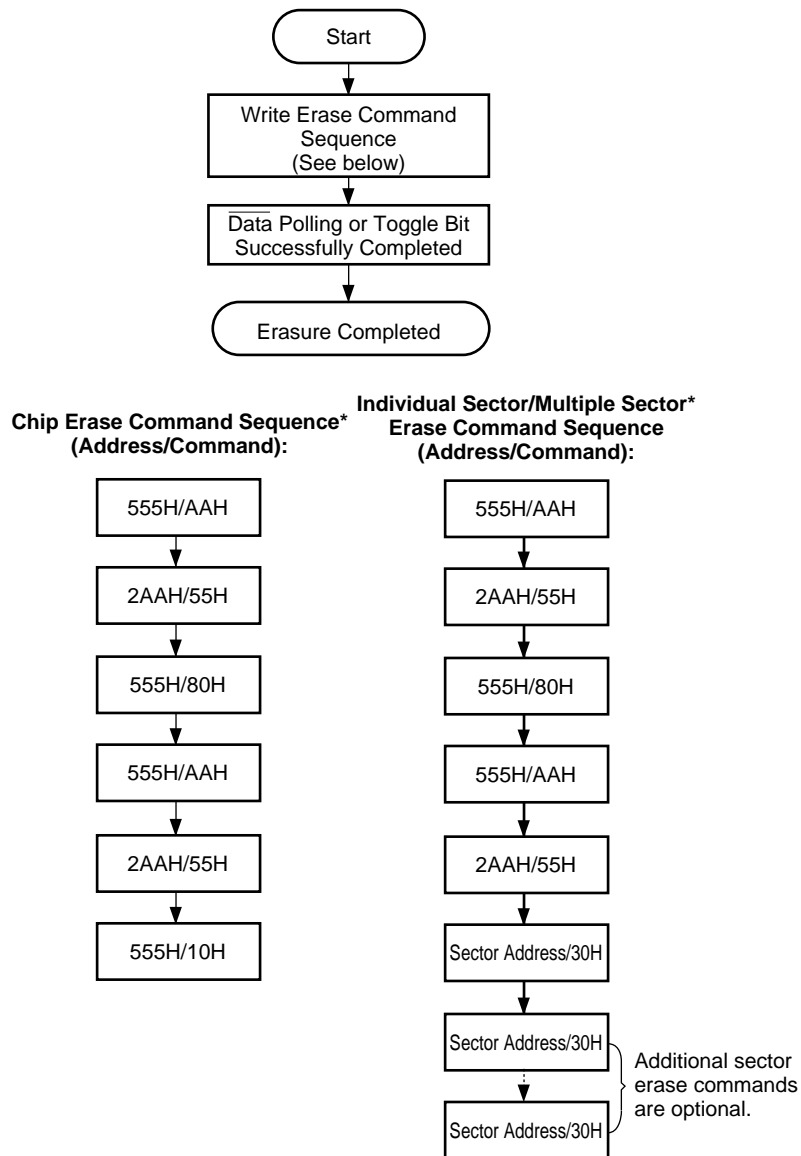 Start
Write Erase Command
Sequence
(See below)
Data Polling or Toggle Bit
Successfully Completed
Erasure Completed
Chip Erase Command Sequence*
(Address/Command):
555H/AAH
2AAH/55H
555H/80H
555H/AAH
2AAH/55H
555H/10H
Individual Sector/Multiple Sector*
Erase Command Sequence
(Address/Command):
555H/AAH
2AAH/55H
555H/80H
555H/AAH
2AAH/55H
Sector Address/30H
Sector Address/30H
Sector Address/30H
Additional sector
erase commands
are optional.